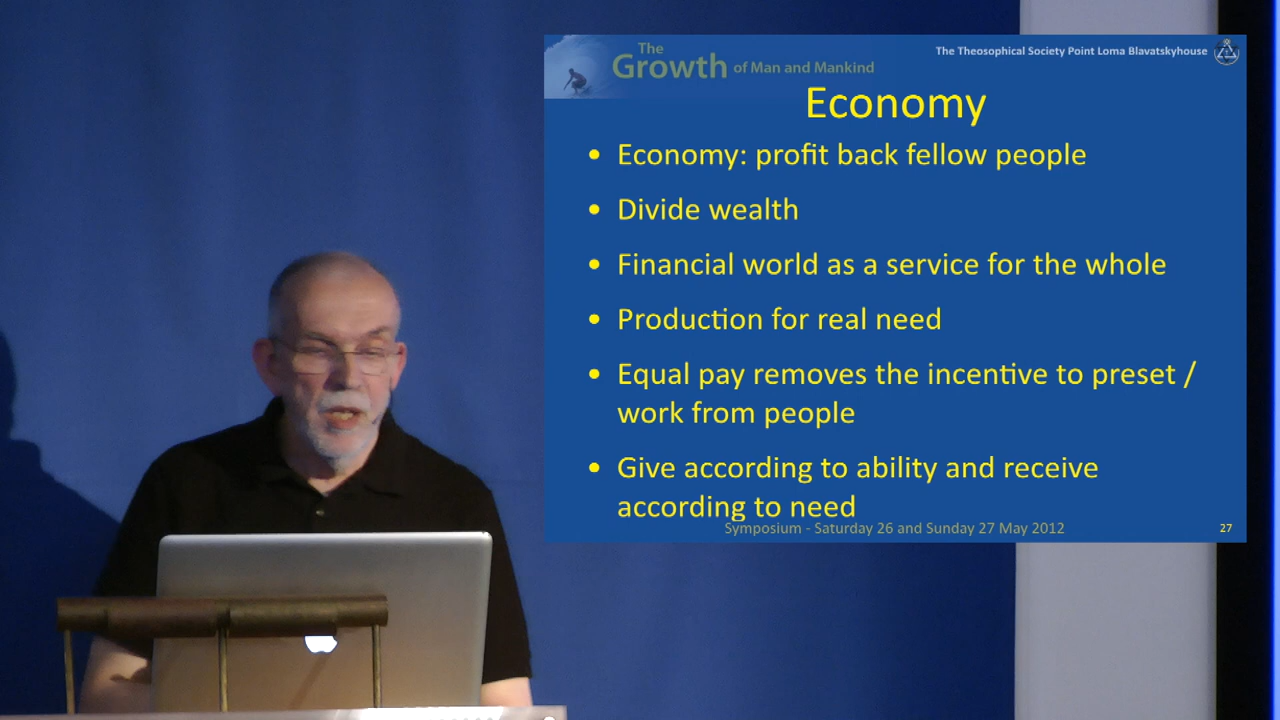 The
Growth of Man and Mankind
The Theosophical Society Point Loma Blavatskyhouse
Economy
• Economy: profit back fellow people
• Divide wealth
• Financial world as a service for the whole
• Production for real need
• Equal pay removes the incentive to preset /
work from people
• Give according to ability and receive
according to need
Symposium - Saturday 26 and Sunday 27 May 2012
27